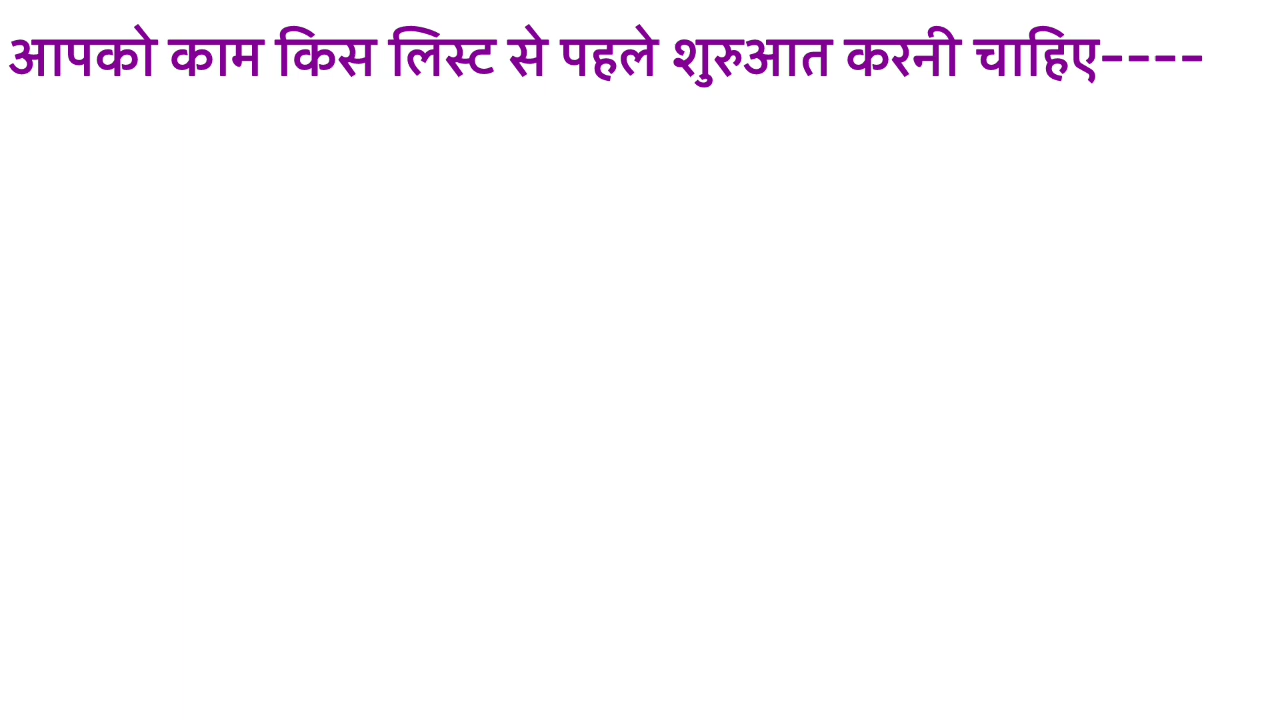 आपको काम किस लिस्ट से पहले शुरुआत करनी चाहिए----